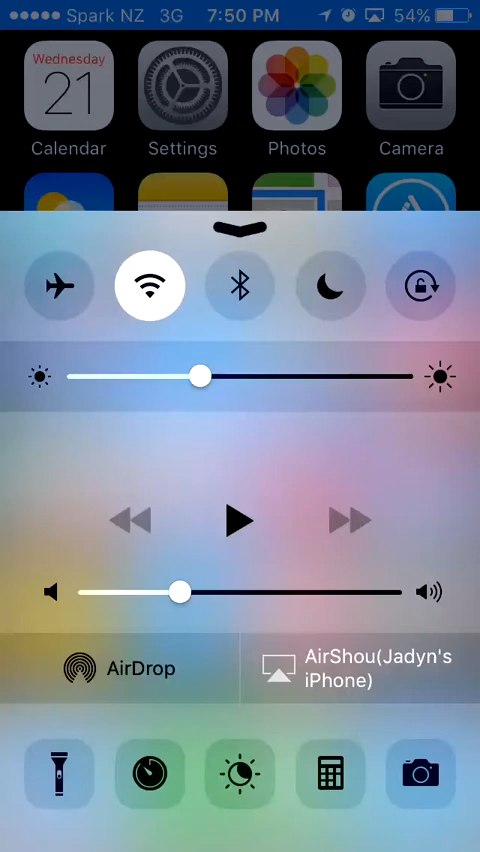 Spark NZ 3G 7:50 PM 54%
Wednesday
21
Calendar Settings Photos Camera
AirDrop
AirShou(Jadyn's
iPhone)